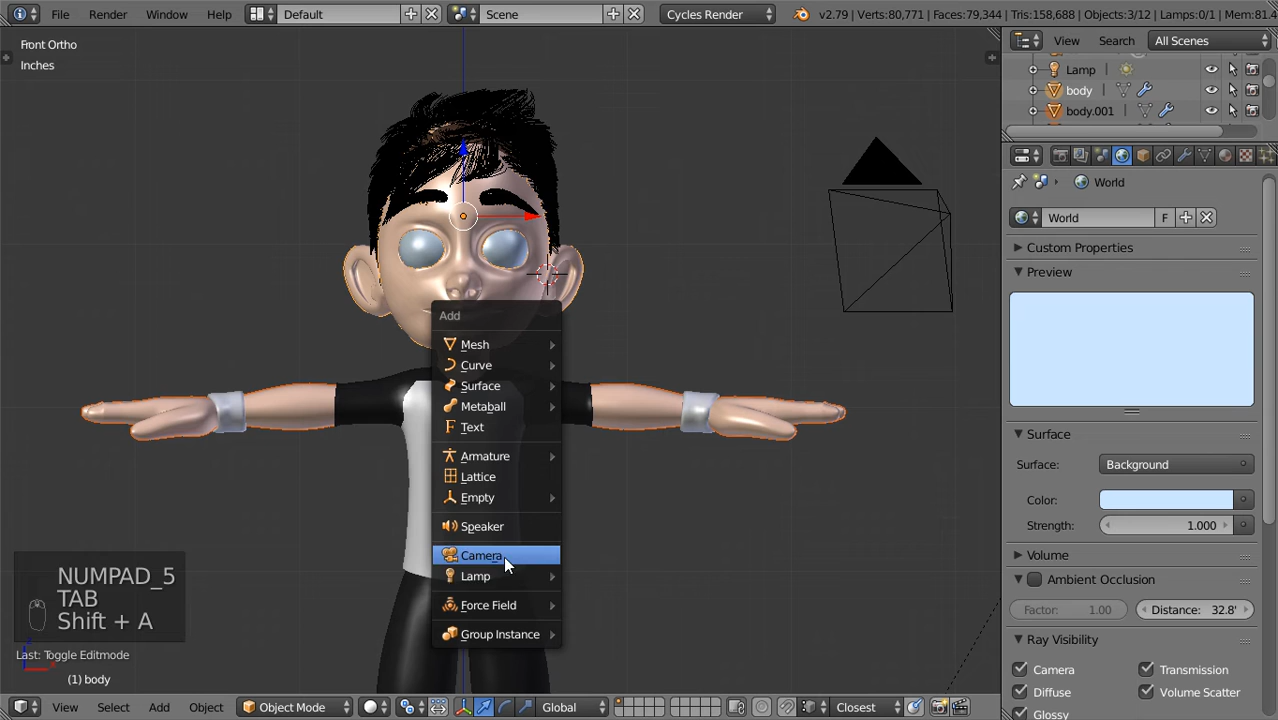 File Render Window Help Default Scene Cycles Render v2.79 | Verts:80,771 | Faces:79,344 | Tris:158,688 | Objects:3/12 | Lamps:0/1 | Mem:81.4
Front Ortho
Inches
View Search All Scenes
Lamp
body
body.001
World
World F
Custom Properties
Preview
Surface
Surface: Background
Color:
Strength: 1.000
Volume
Ambient Occlusion
Factor: 1.00 Distance: 32.8'
Ray Visibility
Camera Transmission
Diffuse Volume Scatter
Glossy
Add
Mesh
Curve
Surface
Metaball
Text
Armature
Lattice
Empty
Speaker
Camera
Lamp
Force Field
Group Instance
NUMPAD_5
TAB
Shift + A
Last: Toggle Editmode
(1) body
View Select Add Object Object Mode Global Closest